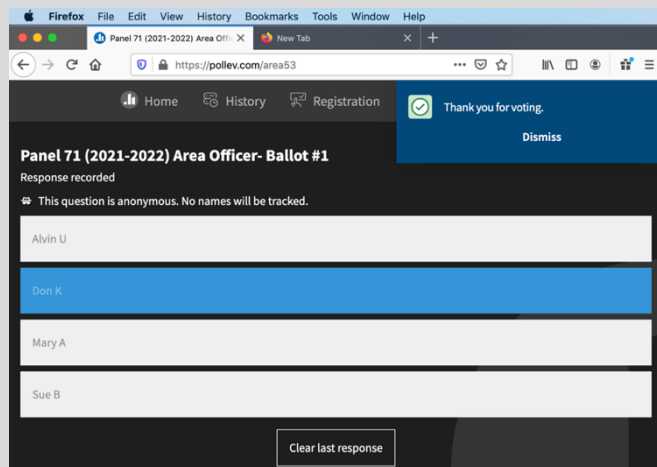 Firefox File Edit View History Bookmarks Tools Window Help
Panel 71 (2021-2022) Area Offi New Tab
https://pollev.com/area53
Home History Registration
Thank you for voting.
Dismiss
Panel 71 (2021-2022) Area Officer- Ballot #1
Response recorded
This question is anonymous. No names will be tracked.
Alvin U
Don K
Mary A
Sue B
Clear last response